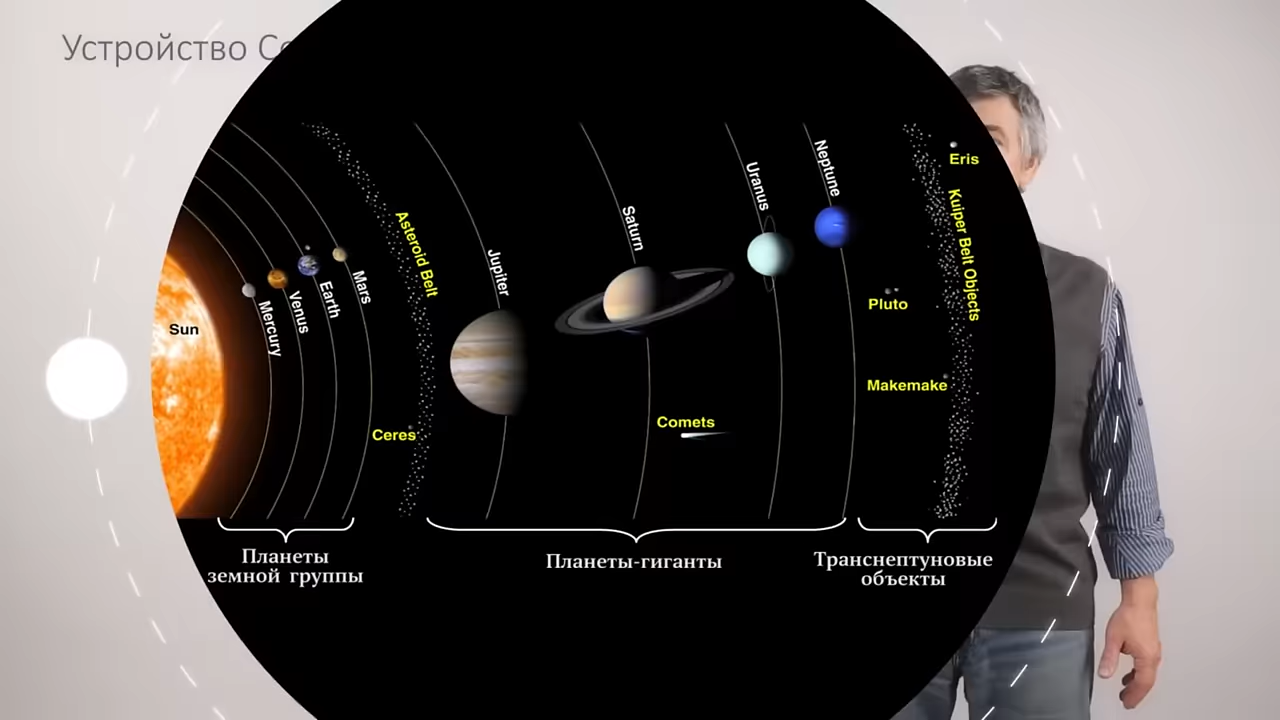 Устройство
Eris
Neptune
Uranus
Kuiper Belt Objects
Saturn
Asteroid Belt
Jupiter
Mars
Earth
Venus
Mercury
Sun
Pluto
Makemake
Comets
Ceres
Планеты
земной группы
Планеты-гиганты
Транснептуновые
объекты